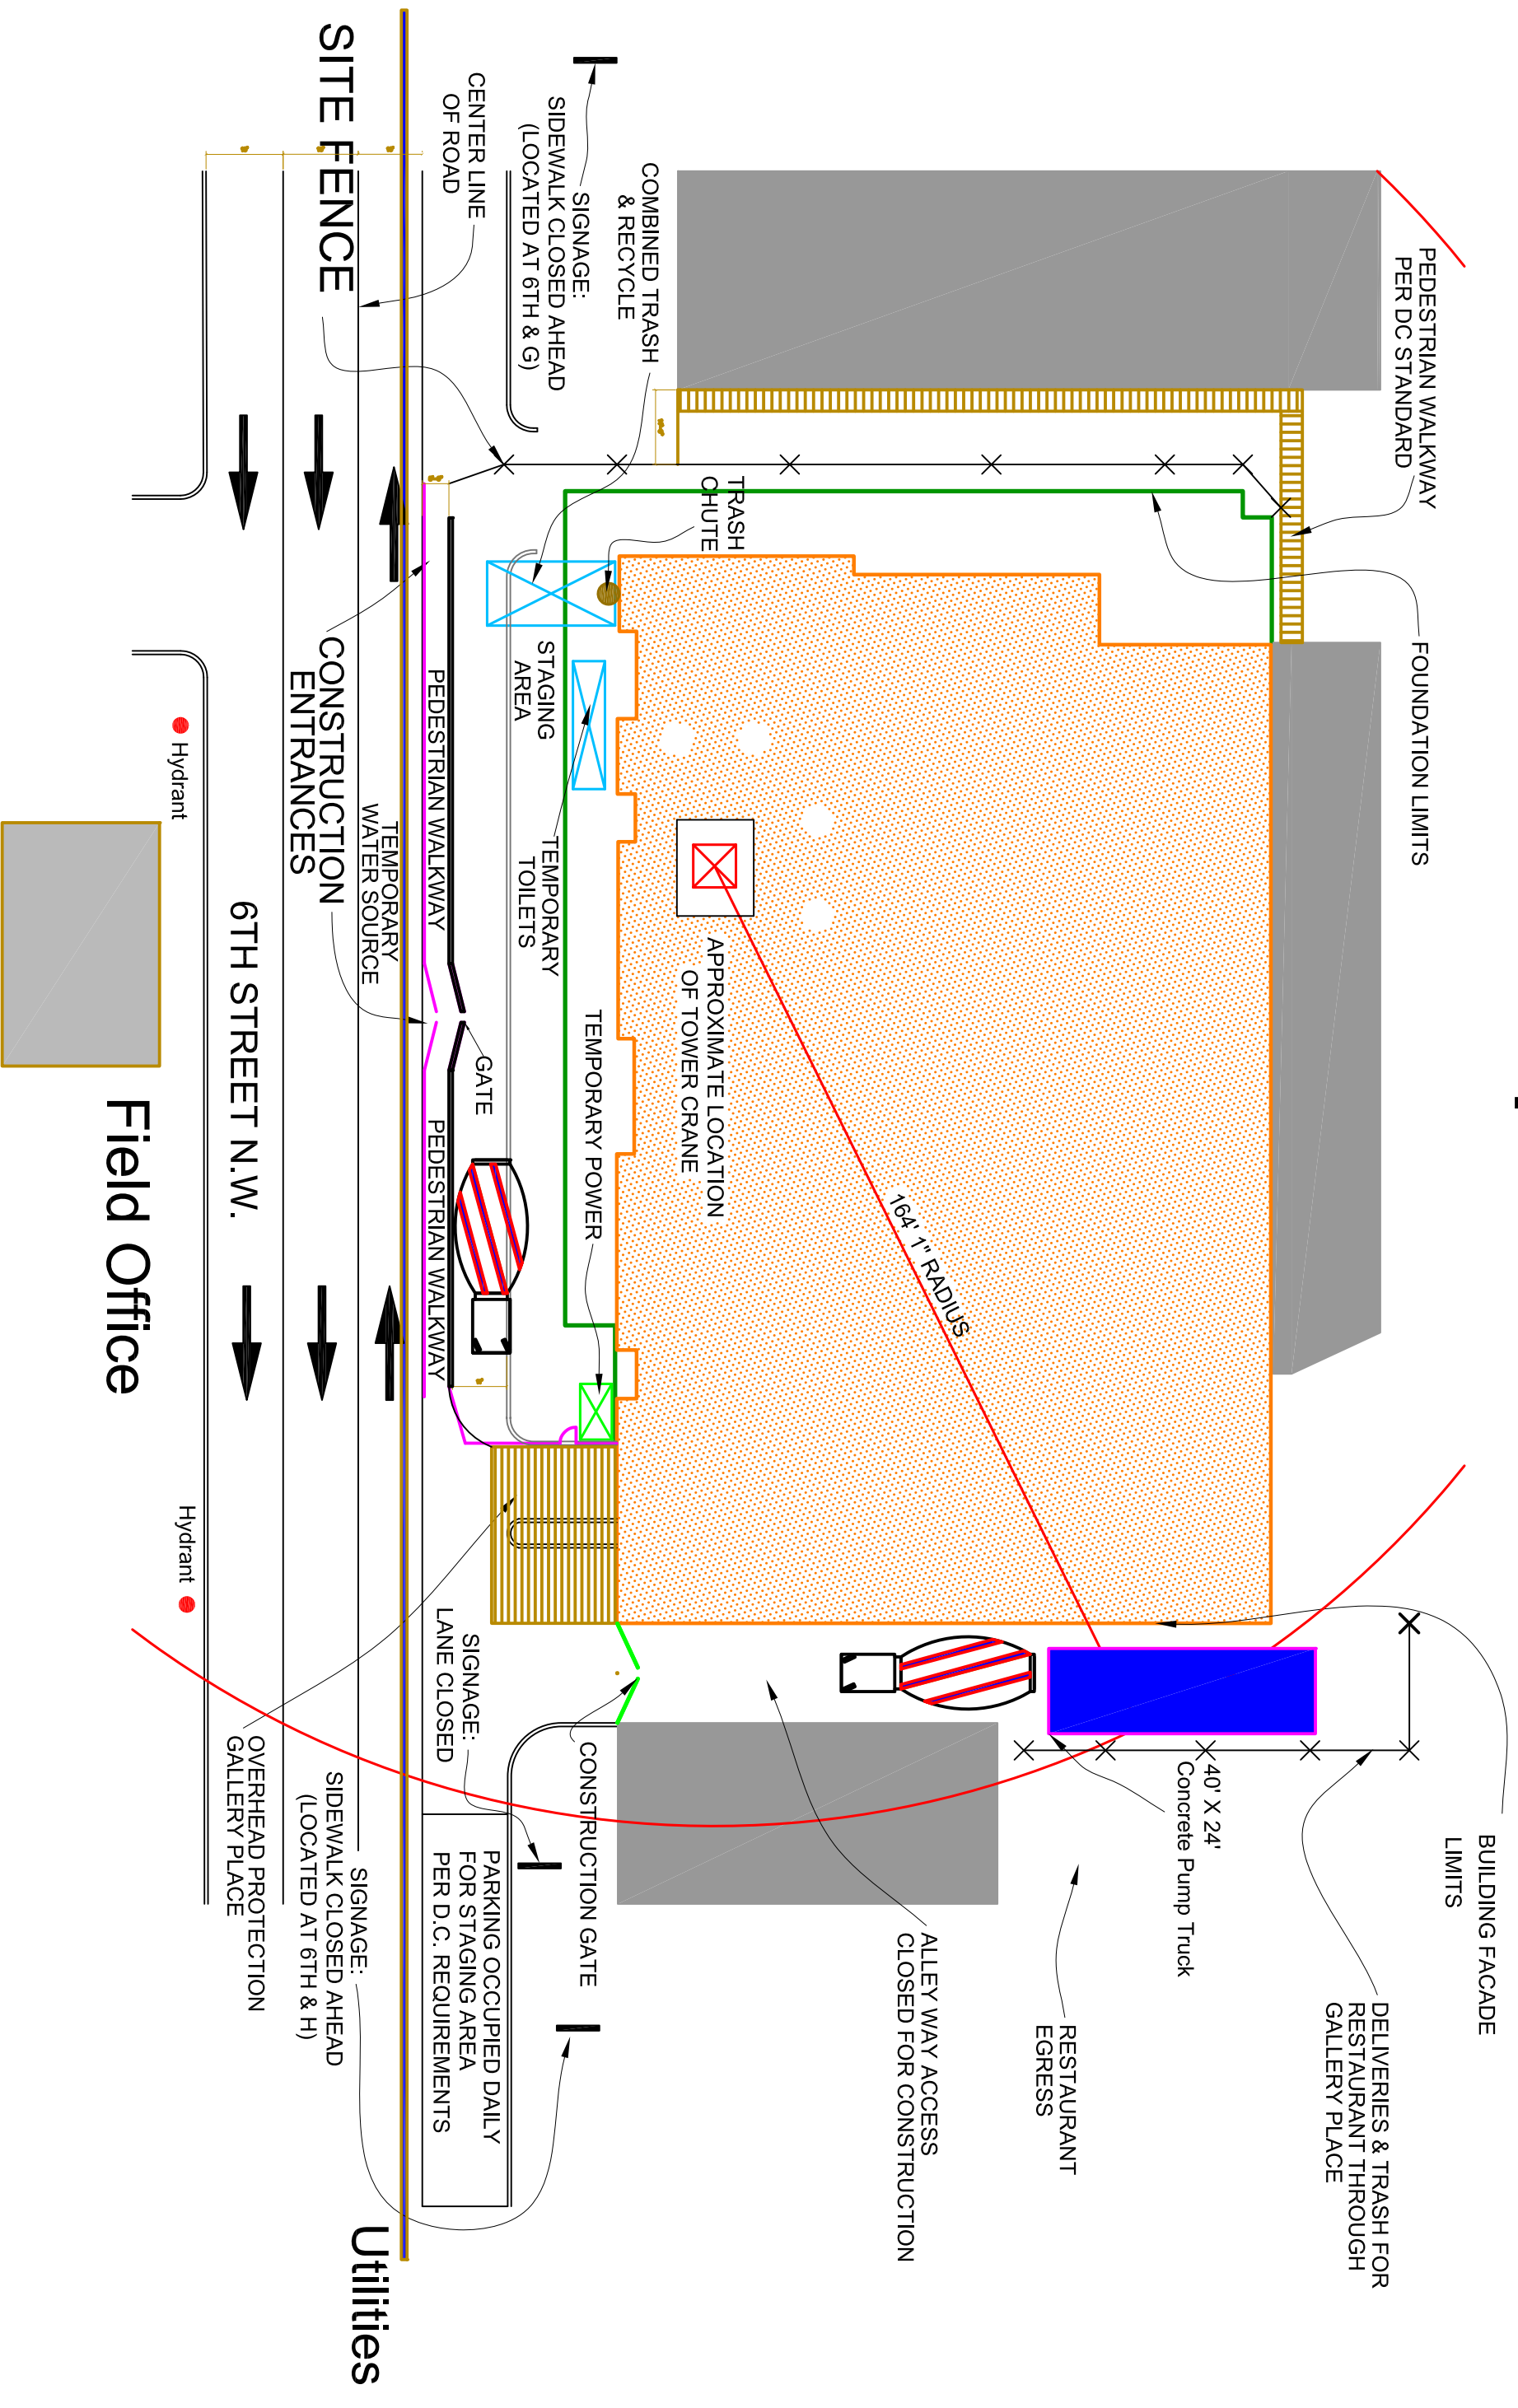 BUILDING FACADE
LIMITS
PEDESTRIAN WALKWAY
PER DC STANDARD
FOUNDATION LIMITS
DELIVERIES & TRASH FOR
RESTAURANT THROUGH
GALLERY PLACE
40' X 24'
Concrete Pump Truck
RESTAURANT
EGRESS
164' 1" RADIUS
ALLEY WAY ACCESS
CLOSED FOR CONSTRUCTION
TRASH
CHUTE
APPROXIMATE LOCATION
OF TOWER CRANE
COMBINED TRASH
& RECYCLE
TEMPORARY POWER
CONSTRUCTION GATE
SIGNAGE:
SIDEWALK CLOSED AHEAD
(LOCATED AT 6TH & G)
STAGING
AREA
TEMPORARY
TOILETS
CENTER LINE
OF ROAD
GATE
SIGNAGE:
LANE CLOSED
PARKING OCCUPIED DAILY
FOR STAGING AREA
PER D.C. REQUIREMENTS
PEDESTRIAN WALKWAY
PEDESTRIAN WALKWAY
TEMPORARY
WATER SOURCE
Utilities
SITE FENCE
CONSTRUCTION
ENTRANCES
SIGNAGE:
SIDEWALK CLOSED AHEAD
(LOCATED AT 6TH & H)
6TH STREET N.W.
OVERHEAD PROTECTION
GALLERY PLACE
Hydrant
Hydrant
Field Office